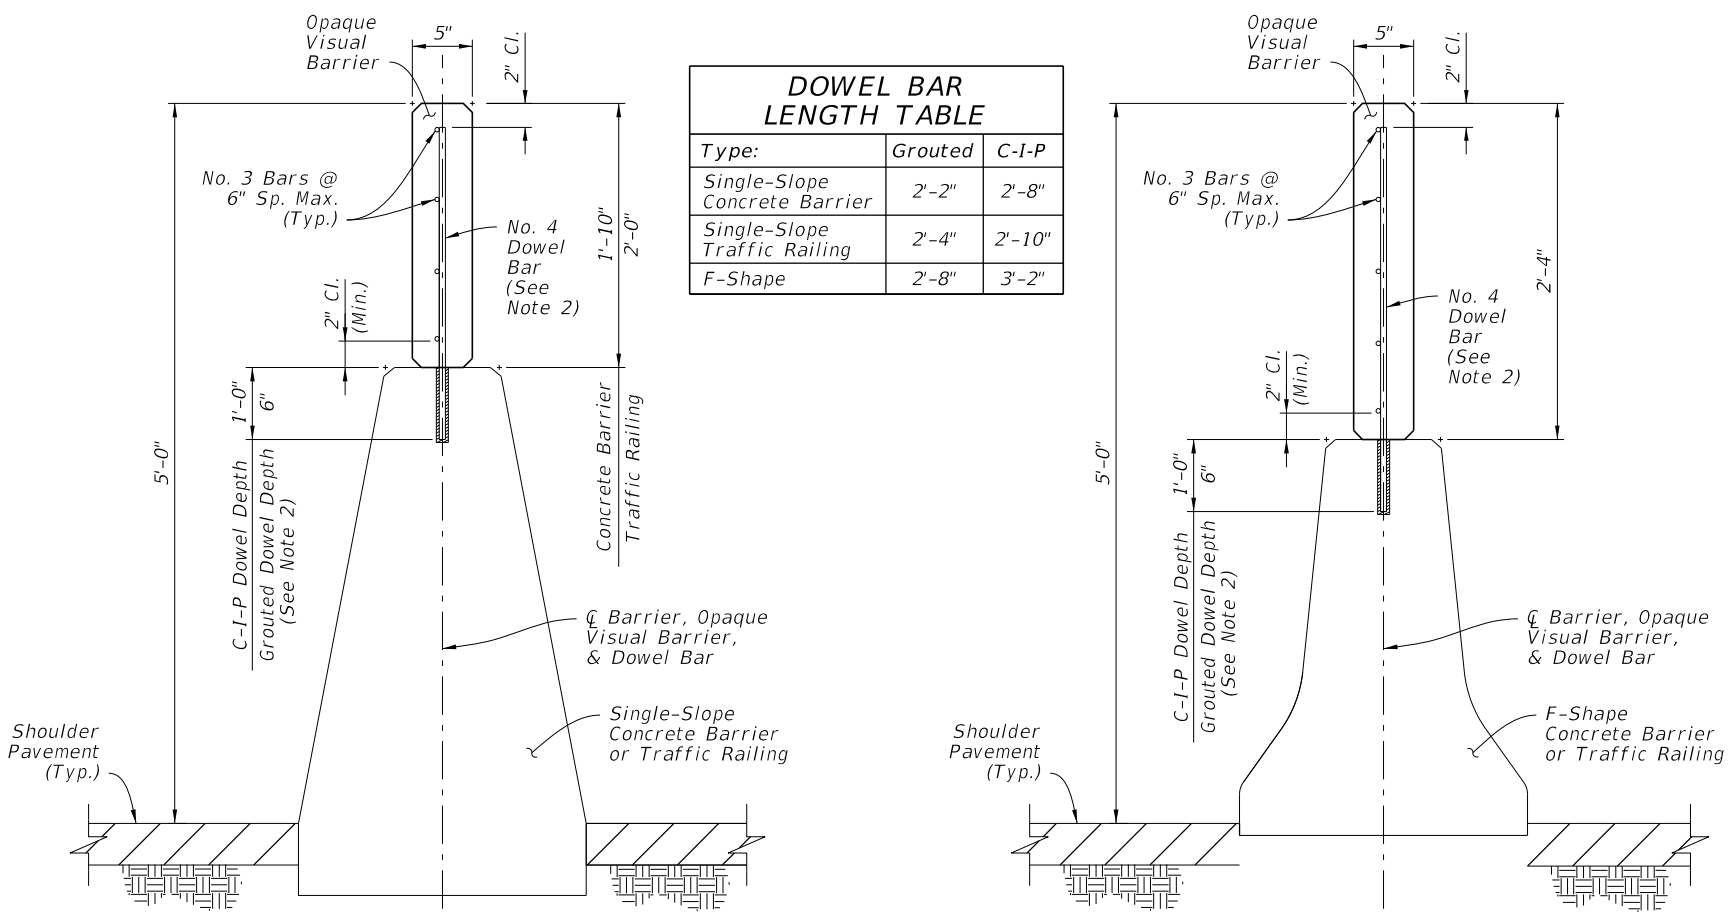 Opaque
Visual
Barrier
5"
2" Cl.
No. 3 Bars @
6" Sp. Max.
(Typ.)
No. 4
Dowel
Bar
(See
Note 2)
1'-10"
2'-0"
2" Cl.
(Min.)
1'-0"
6"
5'-0"
C-I-P Dowel Depth
Grouted Dowel Depth
(See Note 2)
Concrete Barrier
Traffic Railing
℄ Barrier, Opaque
Visual Barrier,
& Dowel Bar
Single-Slope
Concrete Barrier
or Traffic Railing
Shoulder
Pavement
(Typ.)
DOWEL BAR
LENGTH TABLE
Type: Grouted C-I-P
Single-Slope
Concrete Barrier 2'-2" 2'-8"
Single-Slope
Traffic Railing 2'-4" 2'-10"
F-Shape 2'-8" 3'-2"
Opaque
Visual
Barrier
5"
2" Cl.
No. 3 Bars @
6" Sp. Max.
(Typ.)
2'-4"
No. 4
Dowel
Bar
(See
Note 2)
2" Cl.
(Min.)
1'-0"
6"
5'-0"
C-I-P Dowel Depth
Grouted Dowel Depth
(See Note 2)
℄ Barrier, Opaque
Visual Barrier,
& Dowel Bar
F-Shape
Concrete Barrier
or Traffic Railing
Shoulder
Pavement
(Typ.)